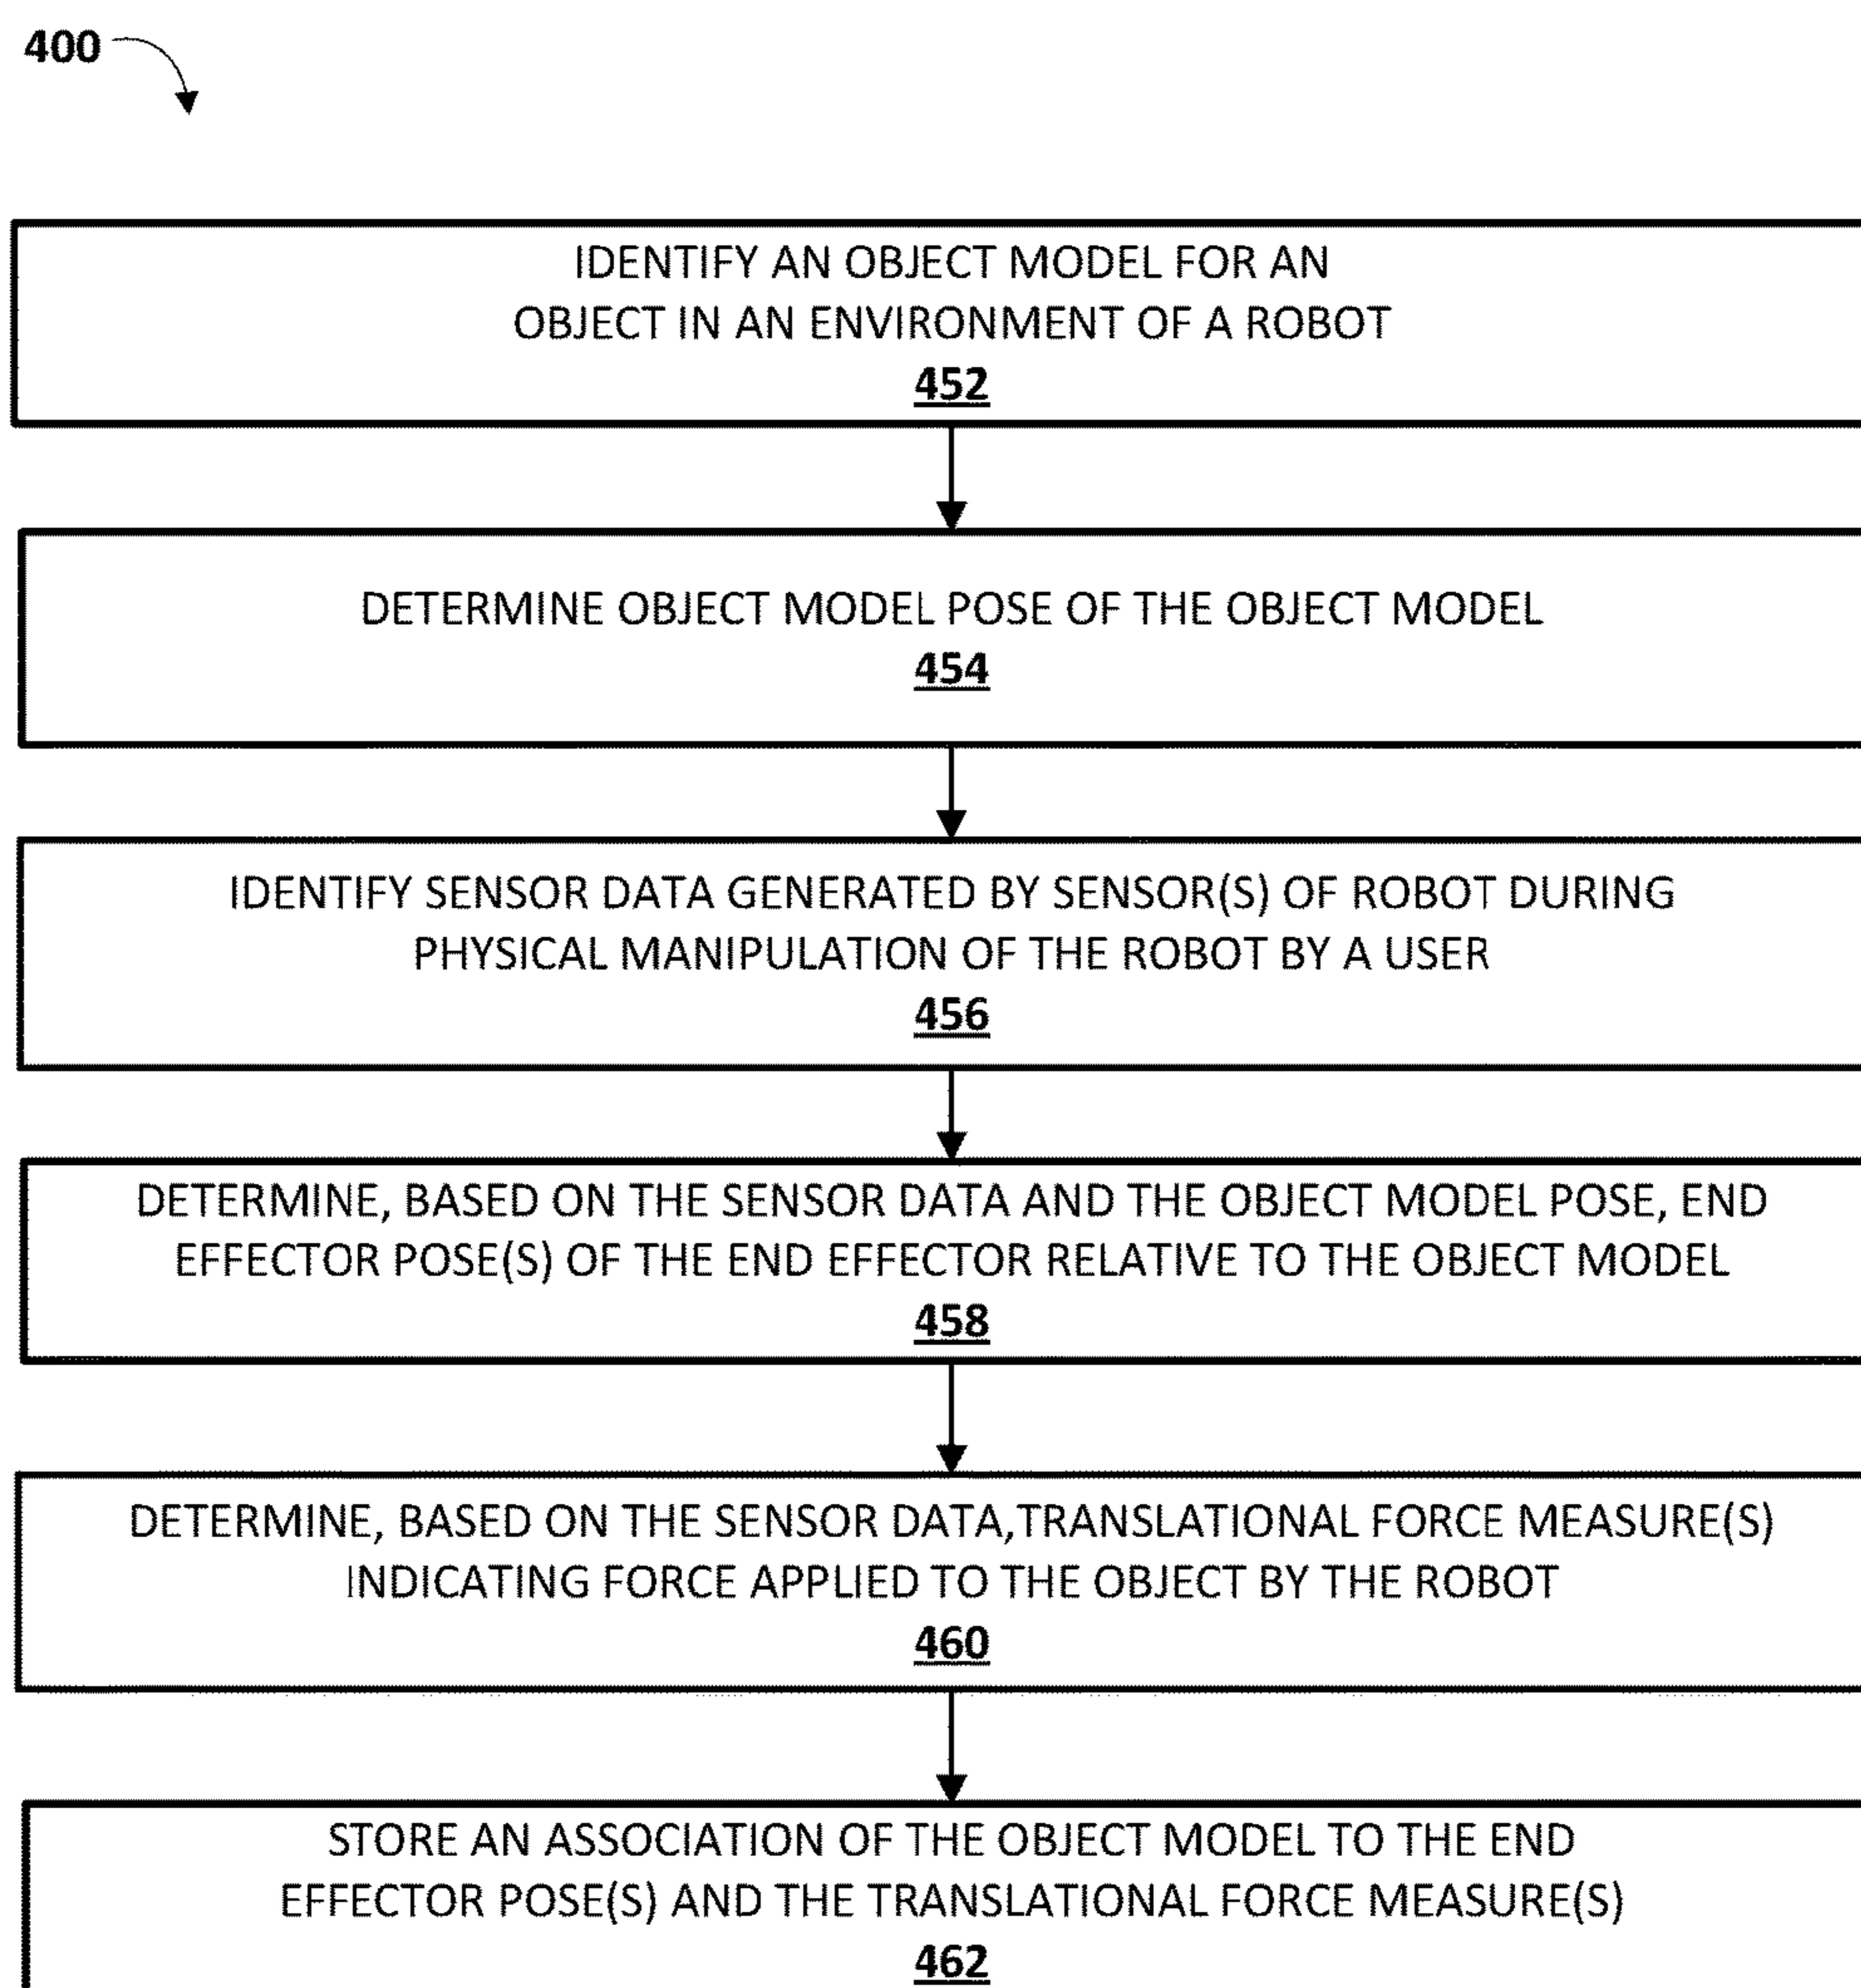 400
IDENTIFY AN OBJECT MODEL FOR AN
OBJECT IN AN ENVIRONMENT OF A ROBOT
452
DETERMINE OBJECT MODEL POSE OF THE OBJECT MODEL
454
IDENTIFY SENSOR DATA GENERATED BY SENSOR(S) OF ROBOT DURING
PHYSICAL MANIPULATION OF THE ROBOT BY A USER
456
DETERMINE, BASED ON THE SENSOR DATA AND THE OBJECT MODEL POSE, END
EFFECTOR POSE(S) OF THE END EFFECTOR RELATIVE TO THE OBJECT MODEL
458
DETERMINE, BASED ON THE SENSOR DATA,TRANSLATIONAL FORCE MEASURE(S)
INDICATING FORCE APPLIED TO THE OBJECT BY THE ROBOT
460
STORE AN ASSOCIATION OF THE OBJECT MODEL TO THE END
EFFECTOR POSE(S) AND THE TRANSLATIONAL FORCE MEASURE(S)
462